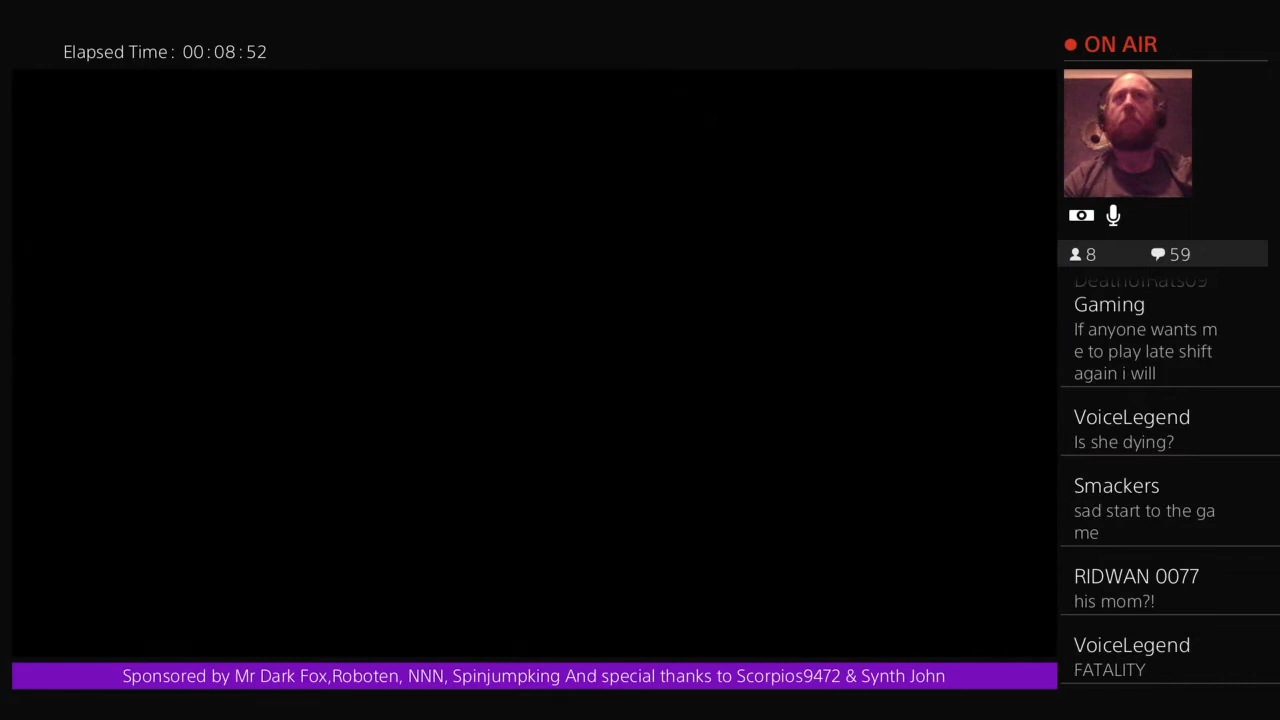 Elapsed Time: 00:08:52
ON AIR
8 59
Gaming
If anyone wants m
e to play late shift
again i will
VoiceLegend
Is she dying?
Smackers
sad start to the ga
me
RIDWAN 0077
his mom?!
VoiceLegend
FATALITY
Sponsored by Mr Dark Fox,Roboten, NNN, Spinjumpking And special thanks to Scorpios9472 & Synth John